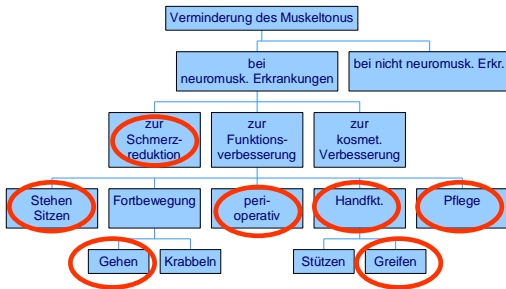 Verminderung des Muskeltonus
bei
neuromusk. Erkrankungen
bei nicht neuromusk. Erkr.
zur
Schmerz-
reduktion
zur
Funktions-
verbesserung
zur
kosmet.
Verbesserung
Stehen
Sitzen
Fortbewegung
peri-
operativ
Handfkt.
Pflege
Gehen
Krabbeln
Stützen
Greifen